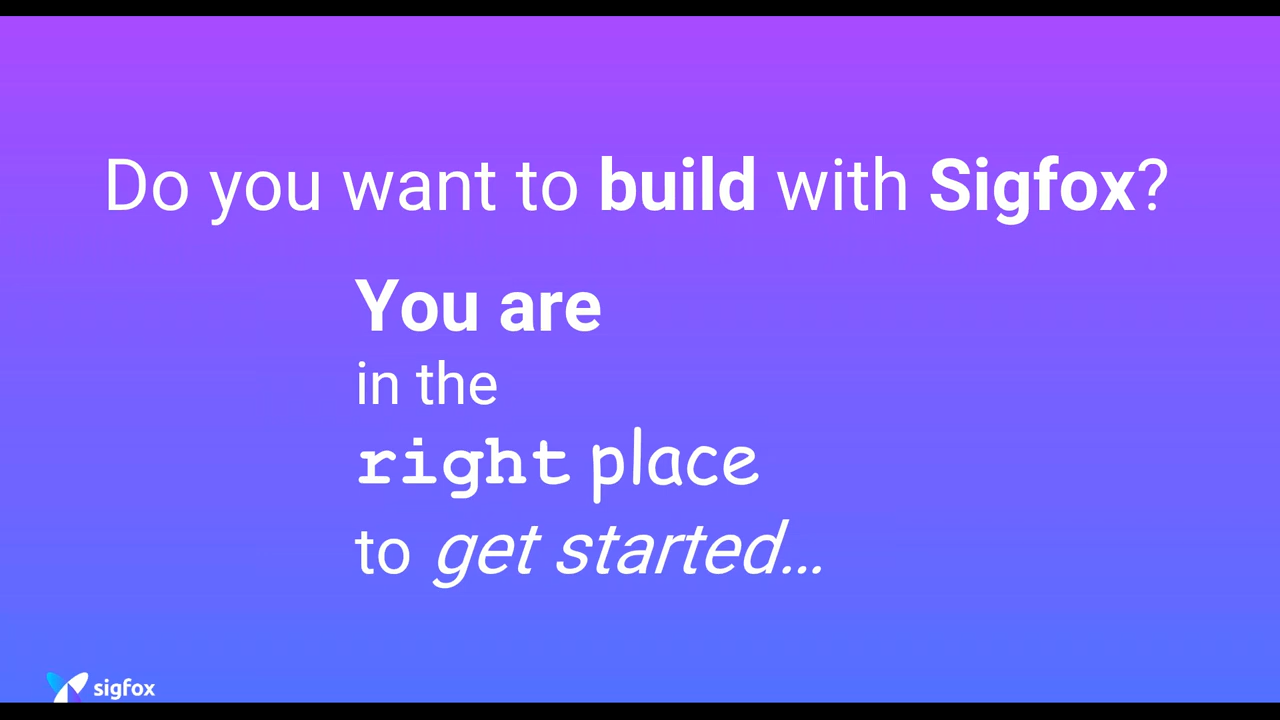 Do you want to build with Sigfox?
You are
in the
right place
to get started...
sigfox